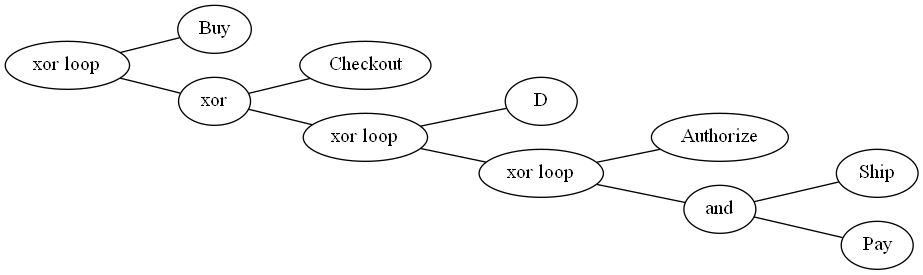 Buy
xor loop
Checkout
xor
D
xor loop
Authorize
xor loop
Ship
and
Pay